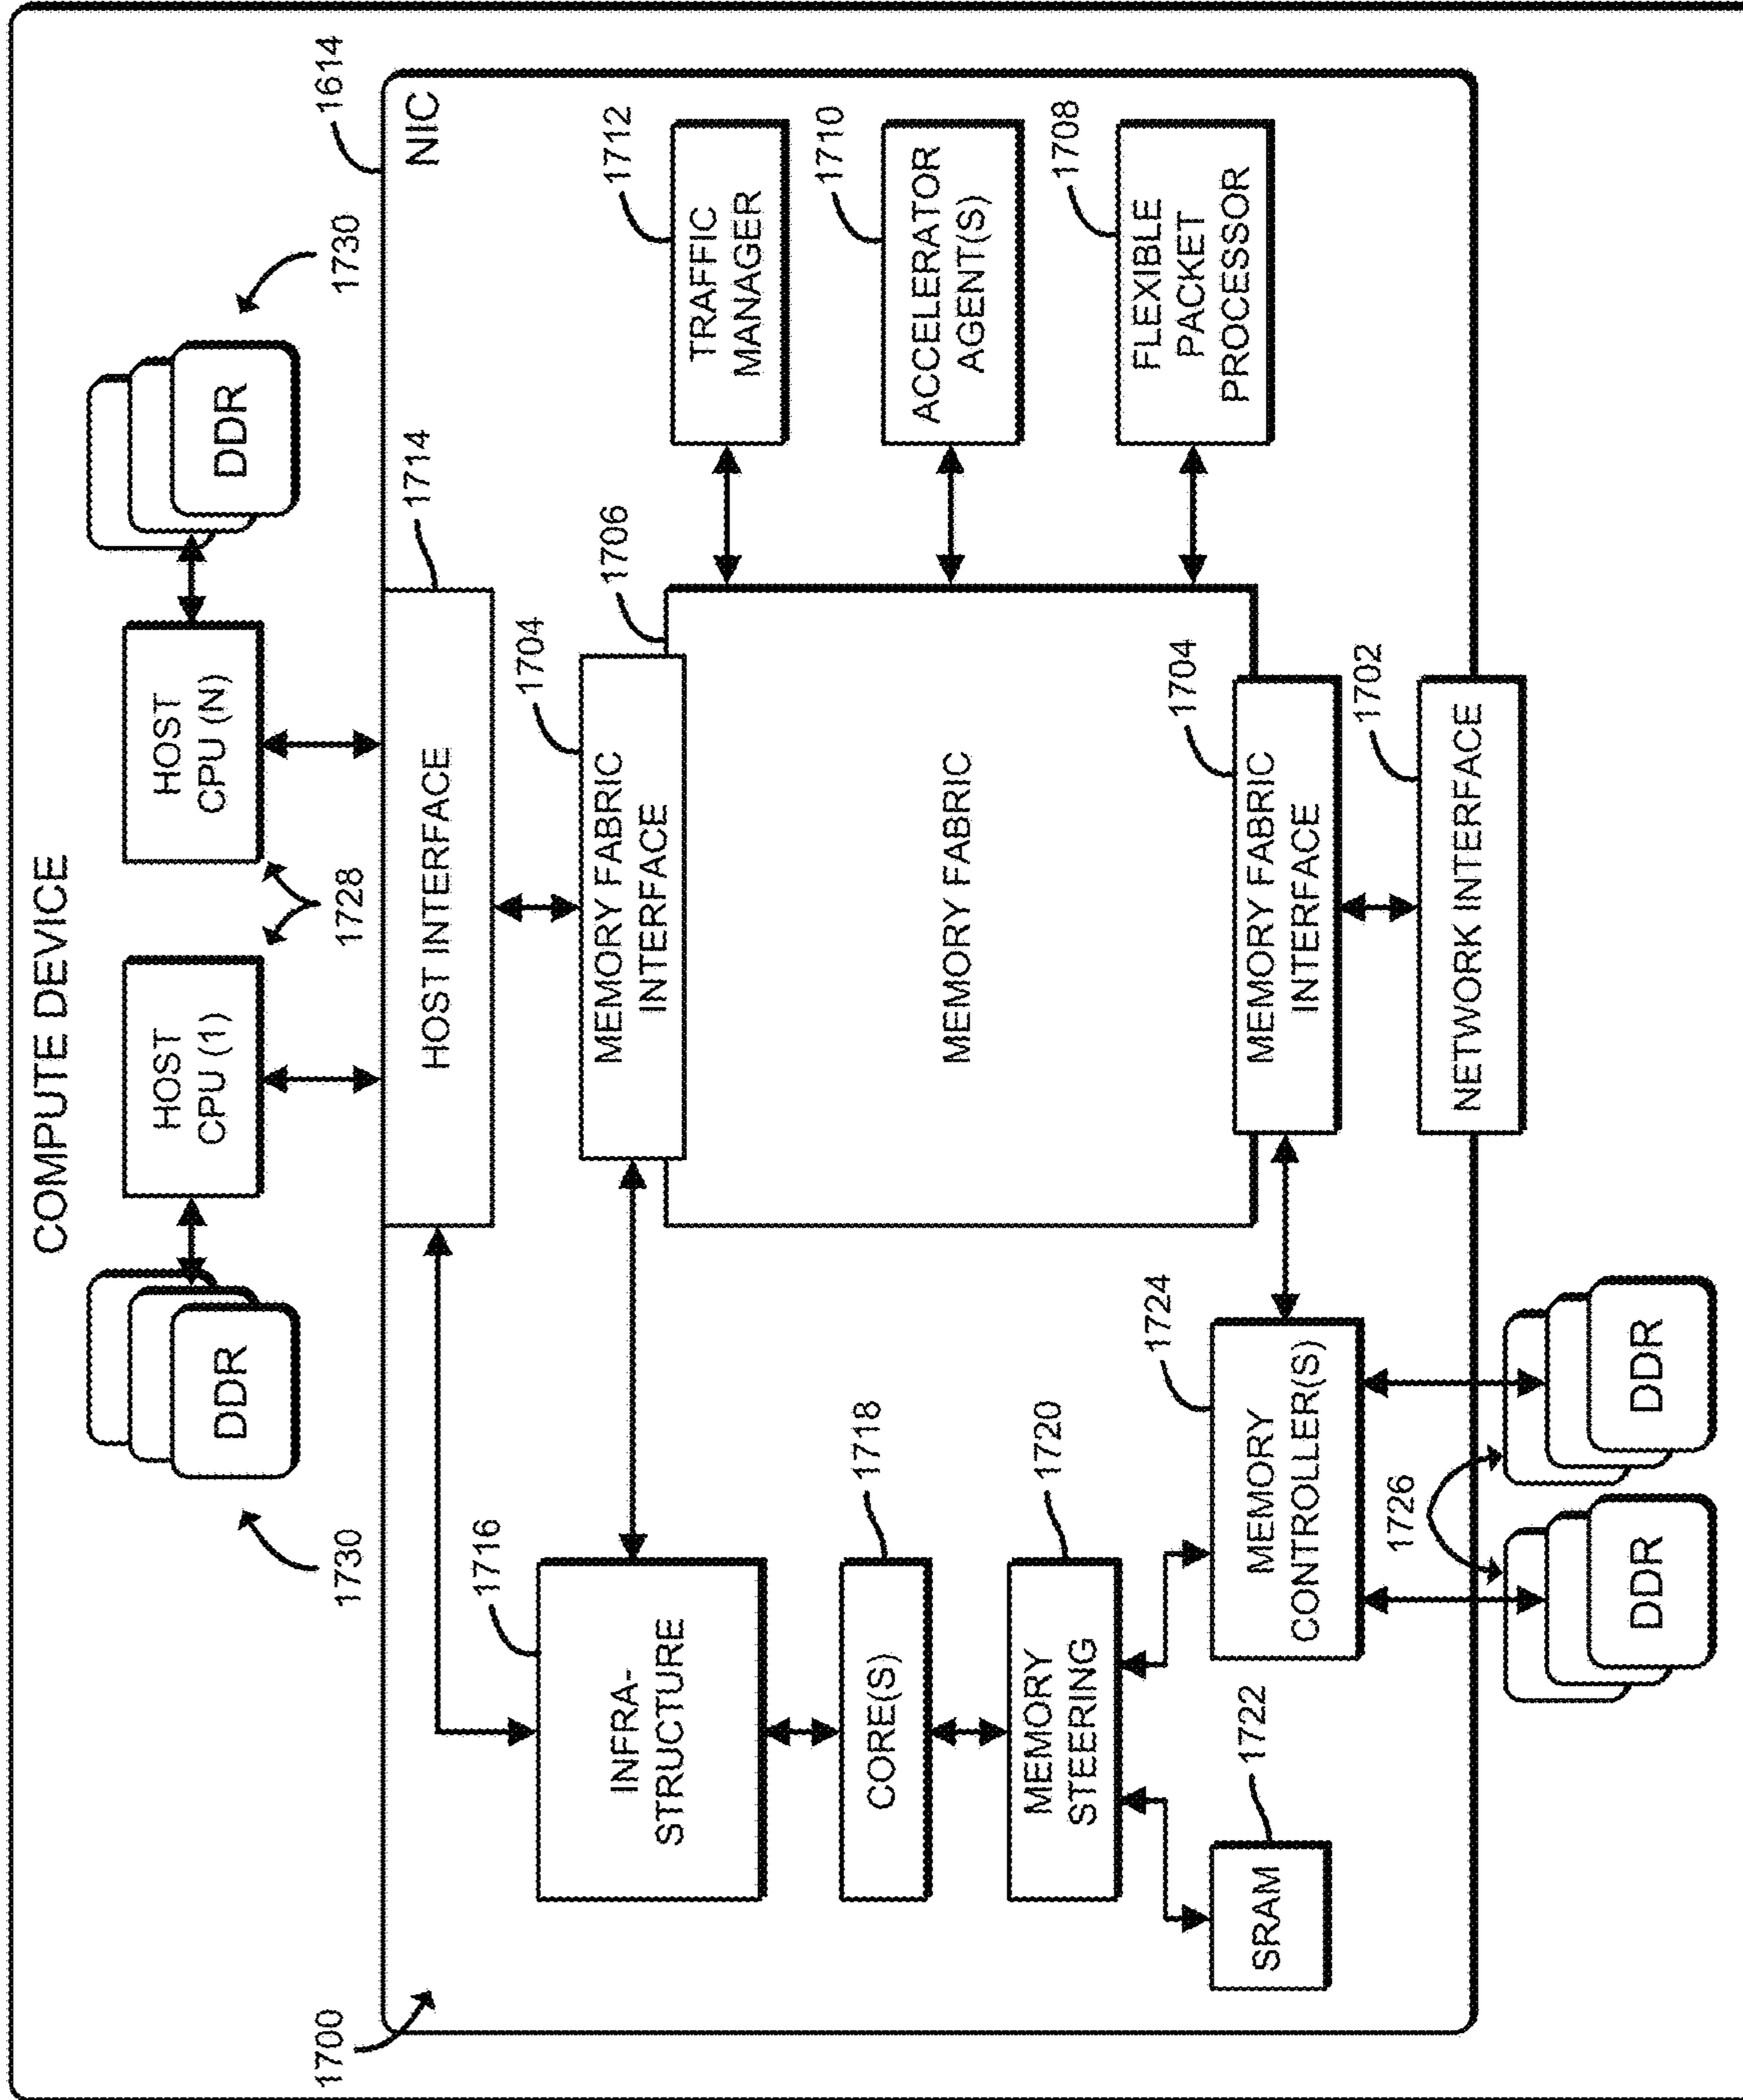 COMPUTE DEVICE
1730
DDR
HOST
CPU (1)
1728
HOST
CPU (N)
DDR
1730
1614
1700
NIC
HOST INTERFACE
1714
1716
INFRA-
STRUCTURE
MEMORY FABRIC
INTERFACE
1704
1706
TRAFFIC
MANAGER
1712
CORE(S)
1718
MEMORY FABRIC
ACCELERATOR
AGENT(S)
1710
MEMORY
STEERING
1720
FLEXIBLE
PACKET
PROCESSOR
1708
SRAM
1722
MEMORY
CONTROLLER(S)
1724
MEMORY FABRIC
INTERFACE
1704
1726
NETWORK INTERFACE
1702
DDR
DDR